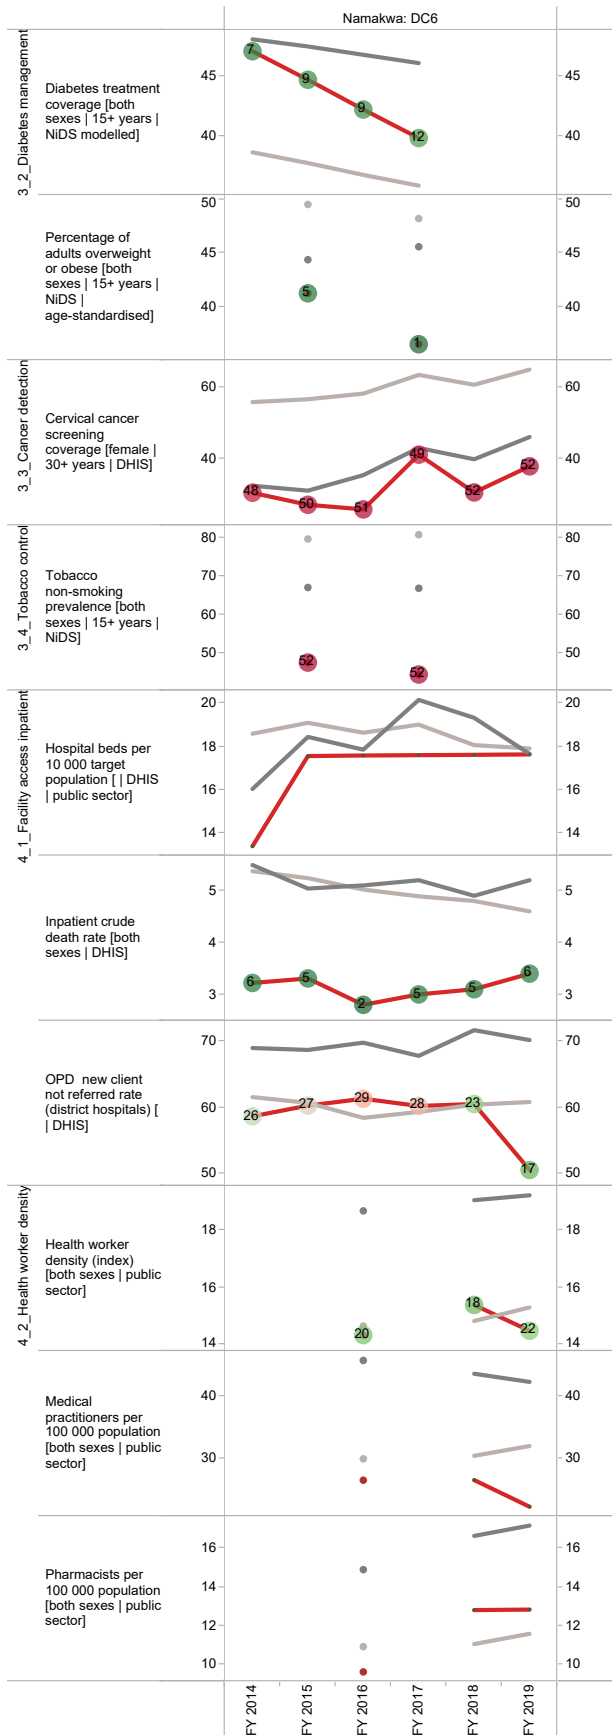 Namakwa: DC6
3_2_Diabetes management
Diabetes treatment
coverage [both
sexes | 15+ years |
NiDS modelled]
45
40
7
9
9
12
45
40
Percentage of
adults overweight
or obese [both
sexes | 15+ years |
NiDS |
age-standardised]
50
45
40
5
1
50
45
40
3_3_Cancer detection
Cervical cancer
screening
coverage [female |
30+ years | DHIS]
60
40
48
50
51
49
52
52
60
40
3_4_Tobacco control
Tobacco
non-smoking
prevalence [both
sexes | 15+ years |
NiDS]
80
70
60
50
52
52
80
70
60
50
4_1_Facility access inpatient
Hospital beds per
10 000 target
population [ | DHIS
| public sector]
20
18
16
14
20
18
16
14
Inpatient crude
death rate [both
sexes | DHIS]
5
4
3
6
5
2
5
5
6
5
4
3
OPD  new client
not referred rate
(district hospitals) [
| DHIS]
70
60
50
26
27
29
28
23
17
70
60
50
4_2_Health worker density
Health worker
density (index)
[both sexes | public
sector]
18
16
14
20
18
22
18
16
14
Medical
practitioners per
100 000 population
[both sexes | public
sector]
40
30
40
30
Pharmacists per
100 000 population
[both sexes | public
sector]
16
14
12
10
16
14
12
10
FY 2014
FY 2015
FY 2016
FY 2017
FY 2018
FY 2019